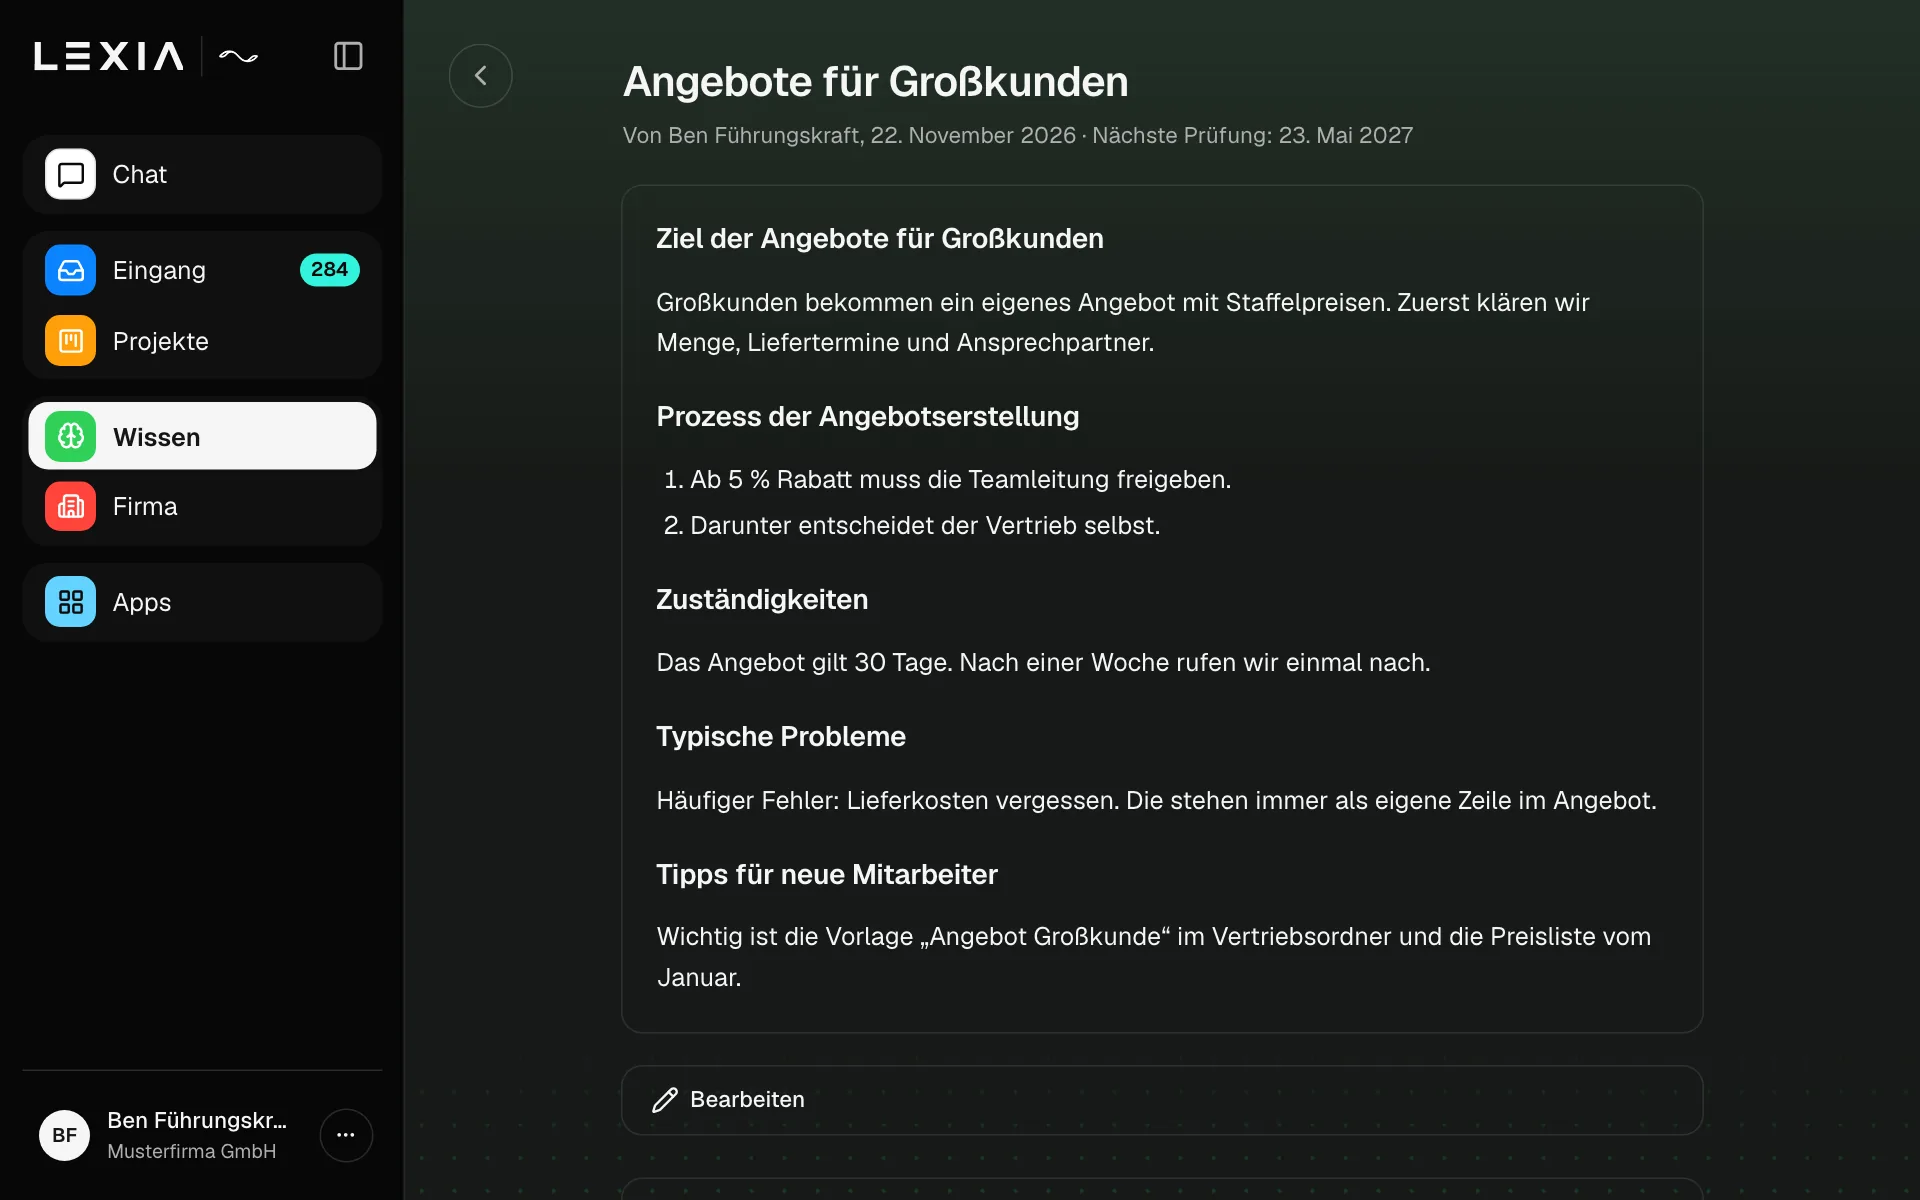 LEXIA
Chat
Eingang 284
Projekte
Wissen
Firma
Apps
Ben Führungskr...
BF
Musterfirma GmbH
Angebote für Großkunden
Von Ben Führungskraft, 22. November 2026 · Nächste Prüfung: 23. Mai 2027
Ziel der Angebote für Großkunden
Großkunden bekommen ein eigenes Angebot mit Staffelpreisen. Zuerst klären wir
Menge, Liefertermine und Ansprechpartner.
Prozess der Angebotserstellung
1. Ab 5 % Rabatt muss die Teamleitung freigeben.
2. Darunter entscheidet der Vertrieb selbst.
Zuständigkeiten
Das Angebot gilt 30 Tage. Nach einer Woche rufen wir einmal nach.
Typische Probleme
Häufiger Fehler: Lieferkosten vergessen. Die stehen immer als eigene Zeile im Angebot.
Tipps für neue Mitarbeiter
Wichtig ist die Vorlage „Angebot Großkunde“ im Vertriebsordner und die Preisliste vom
Januar.
Bearbeiten